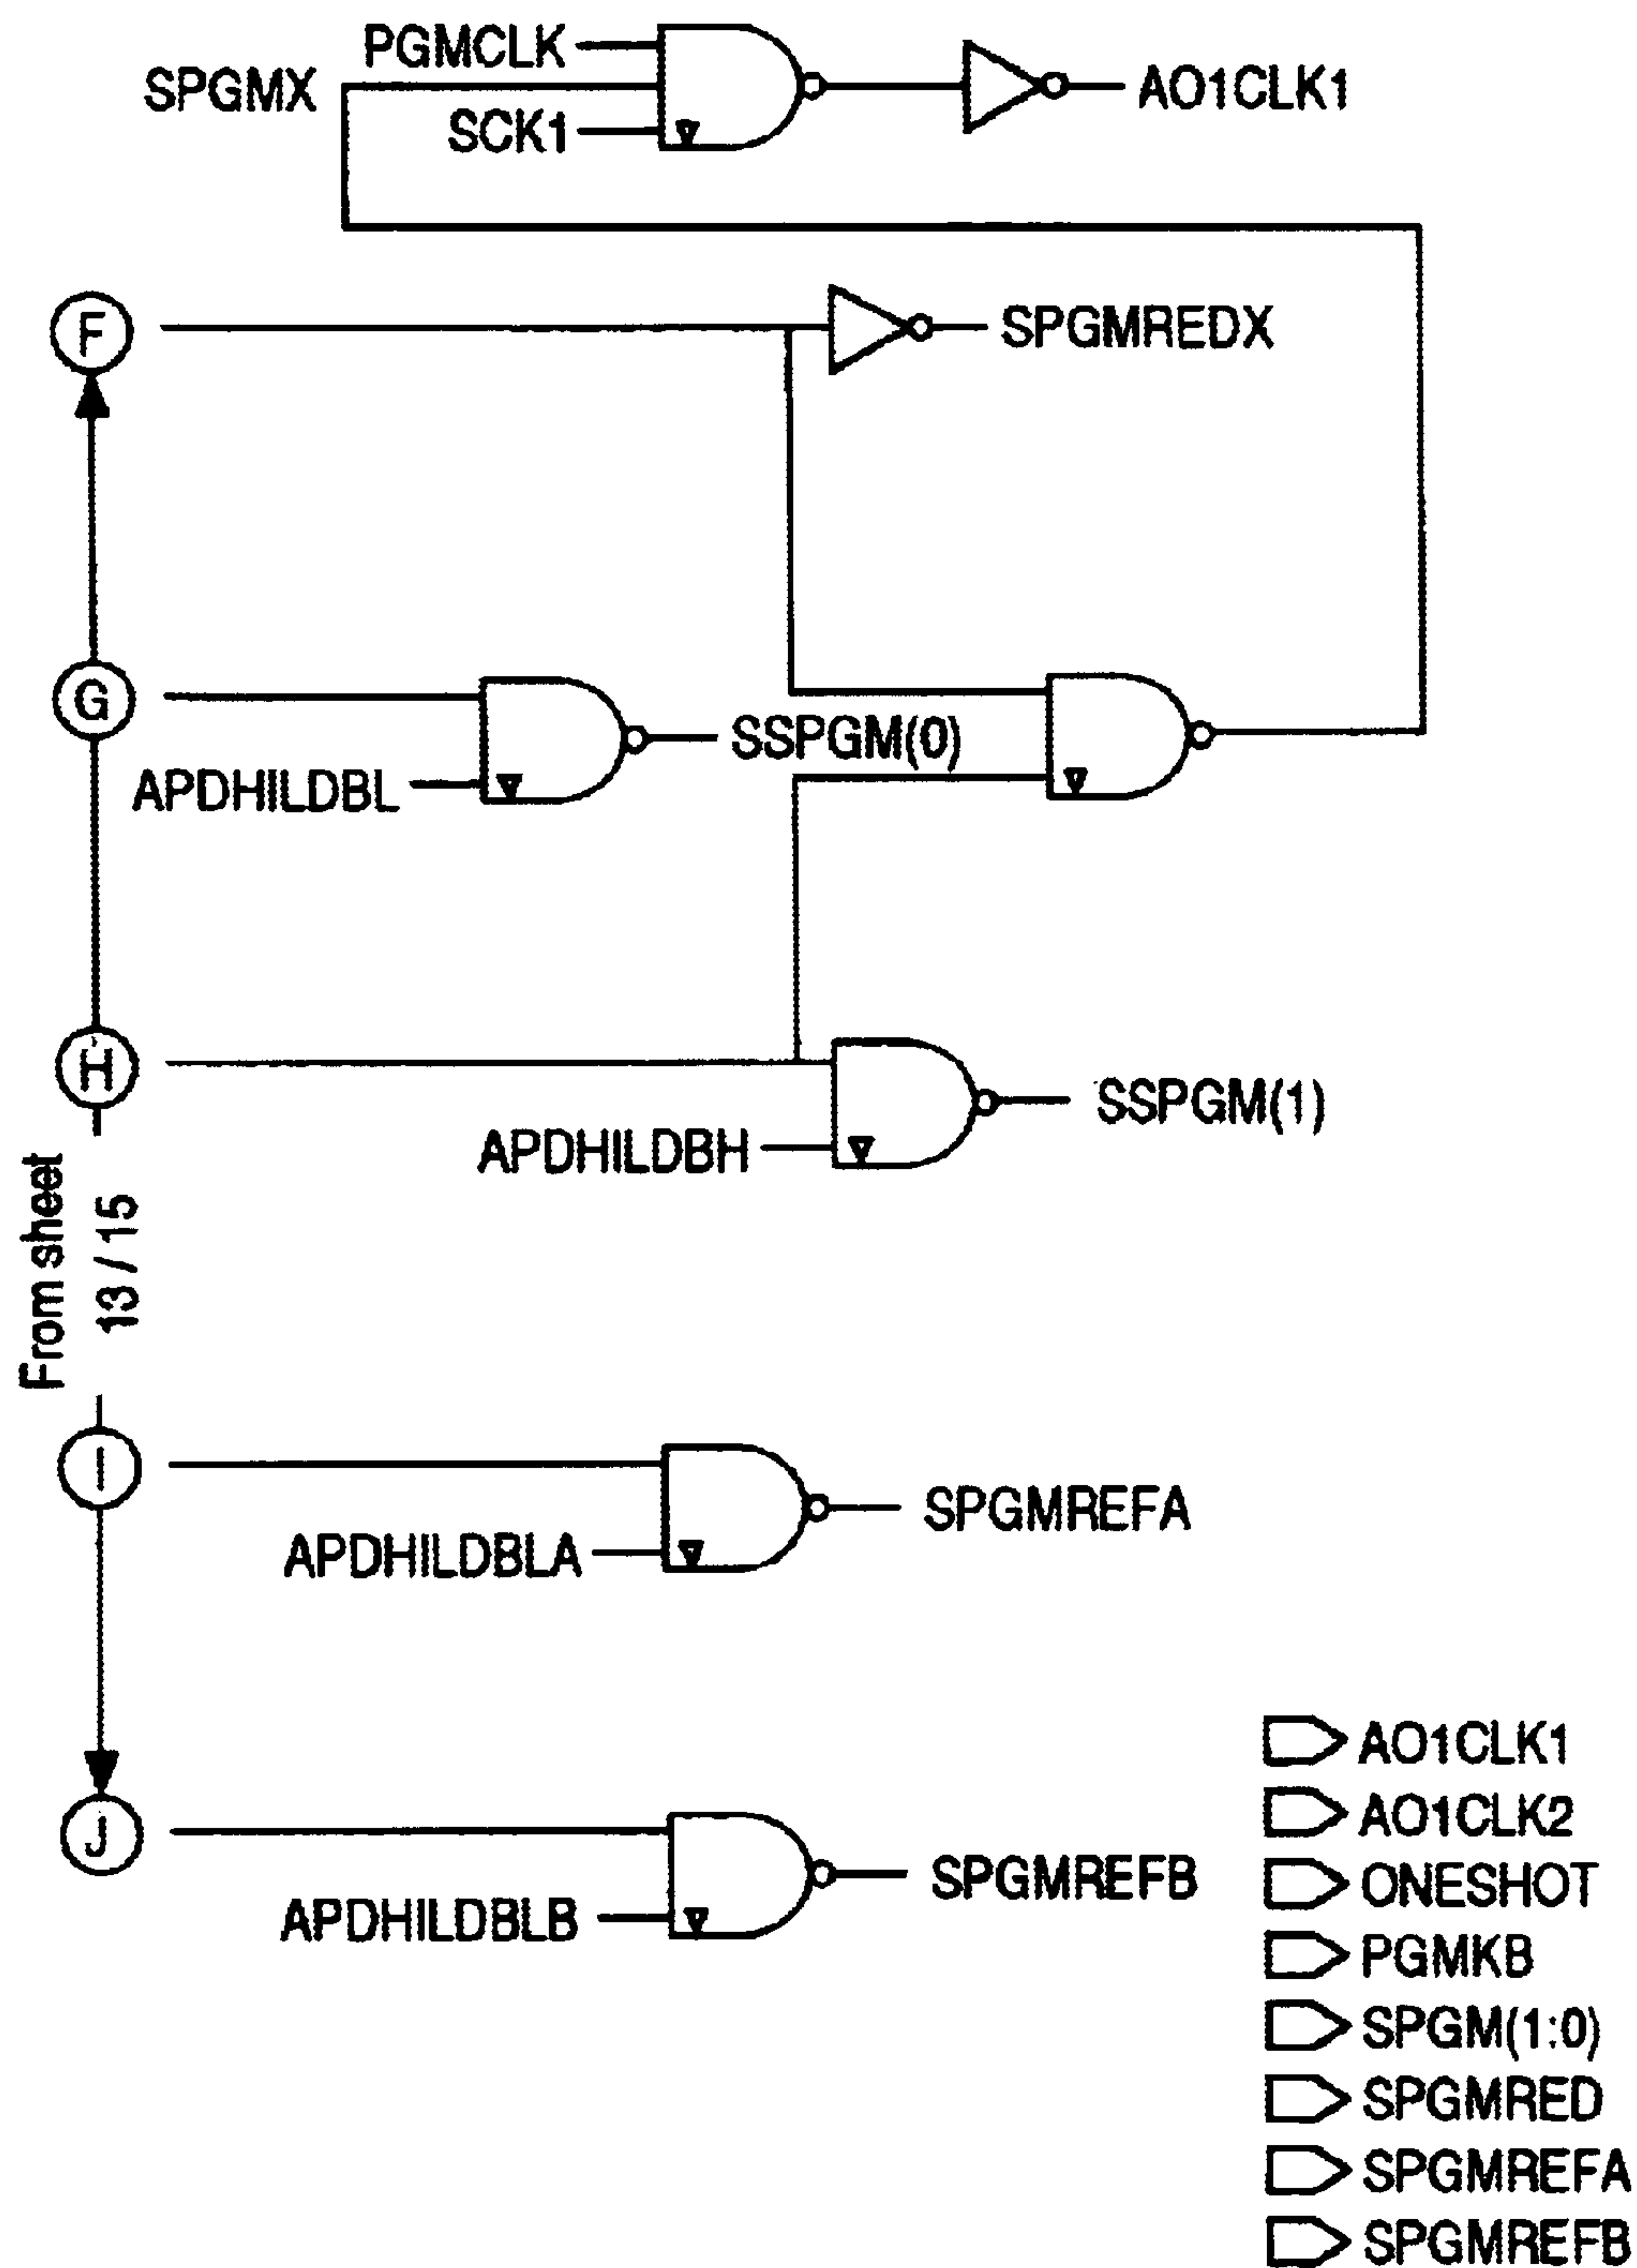 PGMCLK
SPGMX
AO1CLK1
SCK1
F
SPGMREDX
G
SSPGM(0)
APDHILDBL
H
SSPGM(1)
APDHILDBH
From sheet
13 / 15
I
SPGMREFA
APDHILDBLA
J
SPGMREFB
APDHILDBLB
AO1CLK1
AO1CLK2
ONESHOT
PGMKB
SPGM(1:0)
SPGMRED
SPGMREFA
SPGMREFB